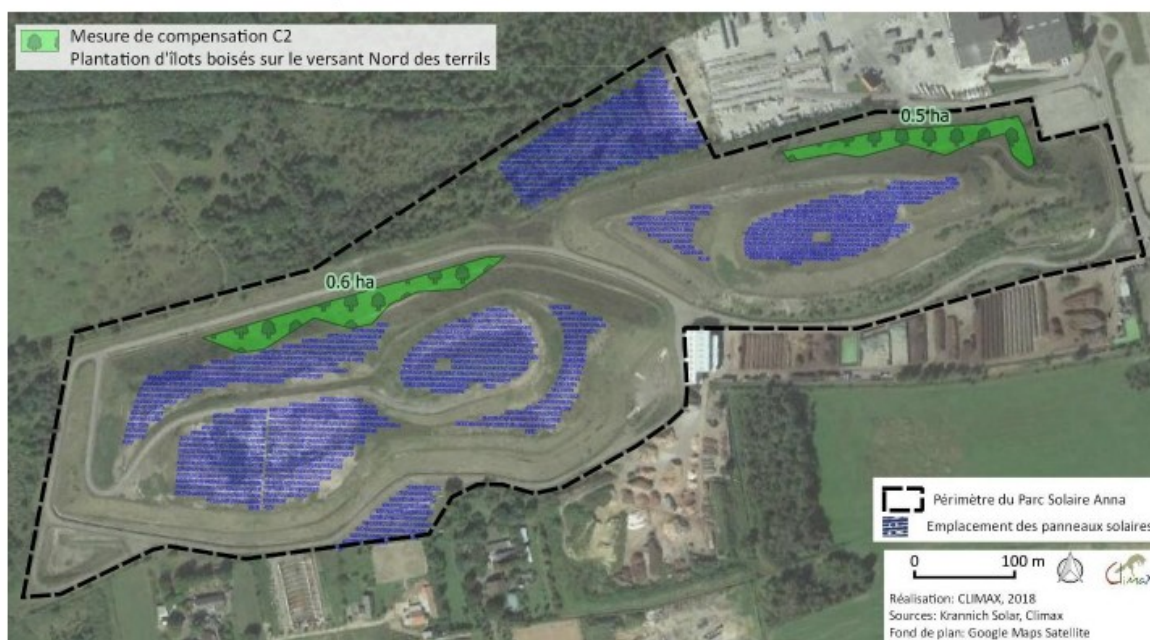 Mesure de compensation C2
Plantation d'îlots boisés sur le versant Nord des terrils
0.5 ha
0.6 ha
Périmètre du Parc Solaire Anna
Emplacement des panneaux solaires
0 100 m
Climax
Réalisation: CLIMAX, 2018
Sources: Krannich Solar, Climax
Fond de plan: Google Maps Satellite